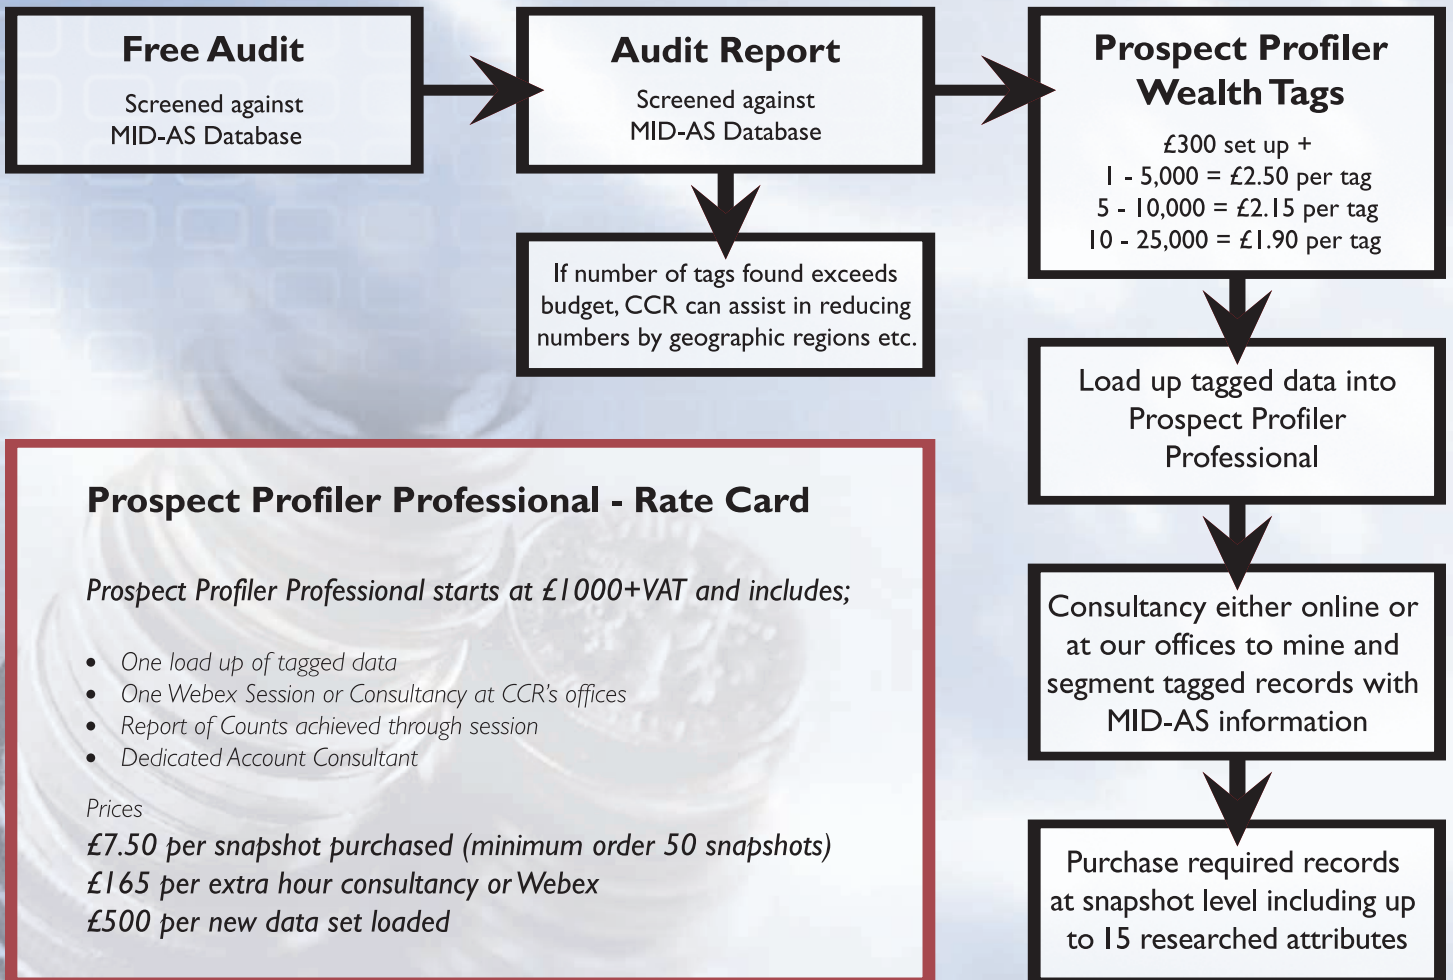 Free Audit
Screened against
MID-AS Database
Audit Report
Screened against
MID-AS Database
If number of tags found exceeds
budget, CCR can assist in reducing
numbers by geographic regions etc.
Prospect Profiler
Wealth Tags
£300 set up +
1 - 5,000 = £2.50 per tag
5 - 10,000 = £2.15 per tag
10 - 25,000 = £1.90 per tag
Load up tagged data into
Prospect Profiler
Professional
Consultancy either online or
at our offices to mine and
segment tagged records with
MID-AS information
Purchase required records
at snapshot level including up
to 15 researched attributes
Prospect Profiler Professional - Rate Card
Prospect Profiler Professional starts at £1000+VAT and includes;
• One load up of tagged data
• One Webex Session or Consultancy at CCR's offices
• Report of Counts achieved through session
• Dedicated Account Consultant
Prices
£7.50 per snapshot purchased (minimum order 50 snapshots)
£165 per extra hour consultancy or Webex
£500 per new data set loaded